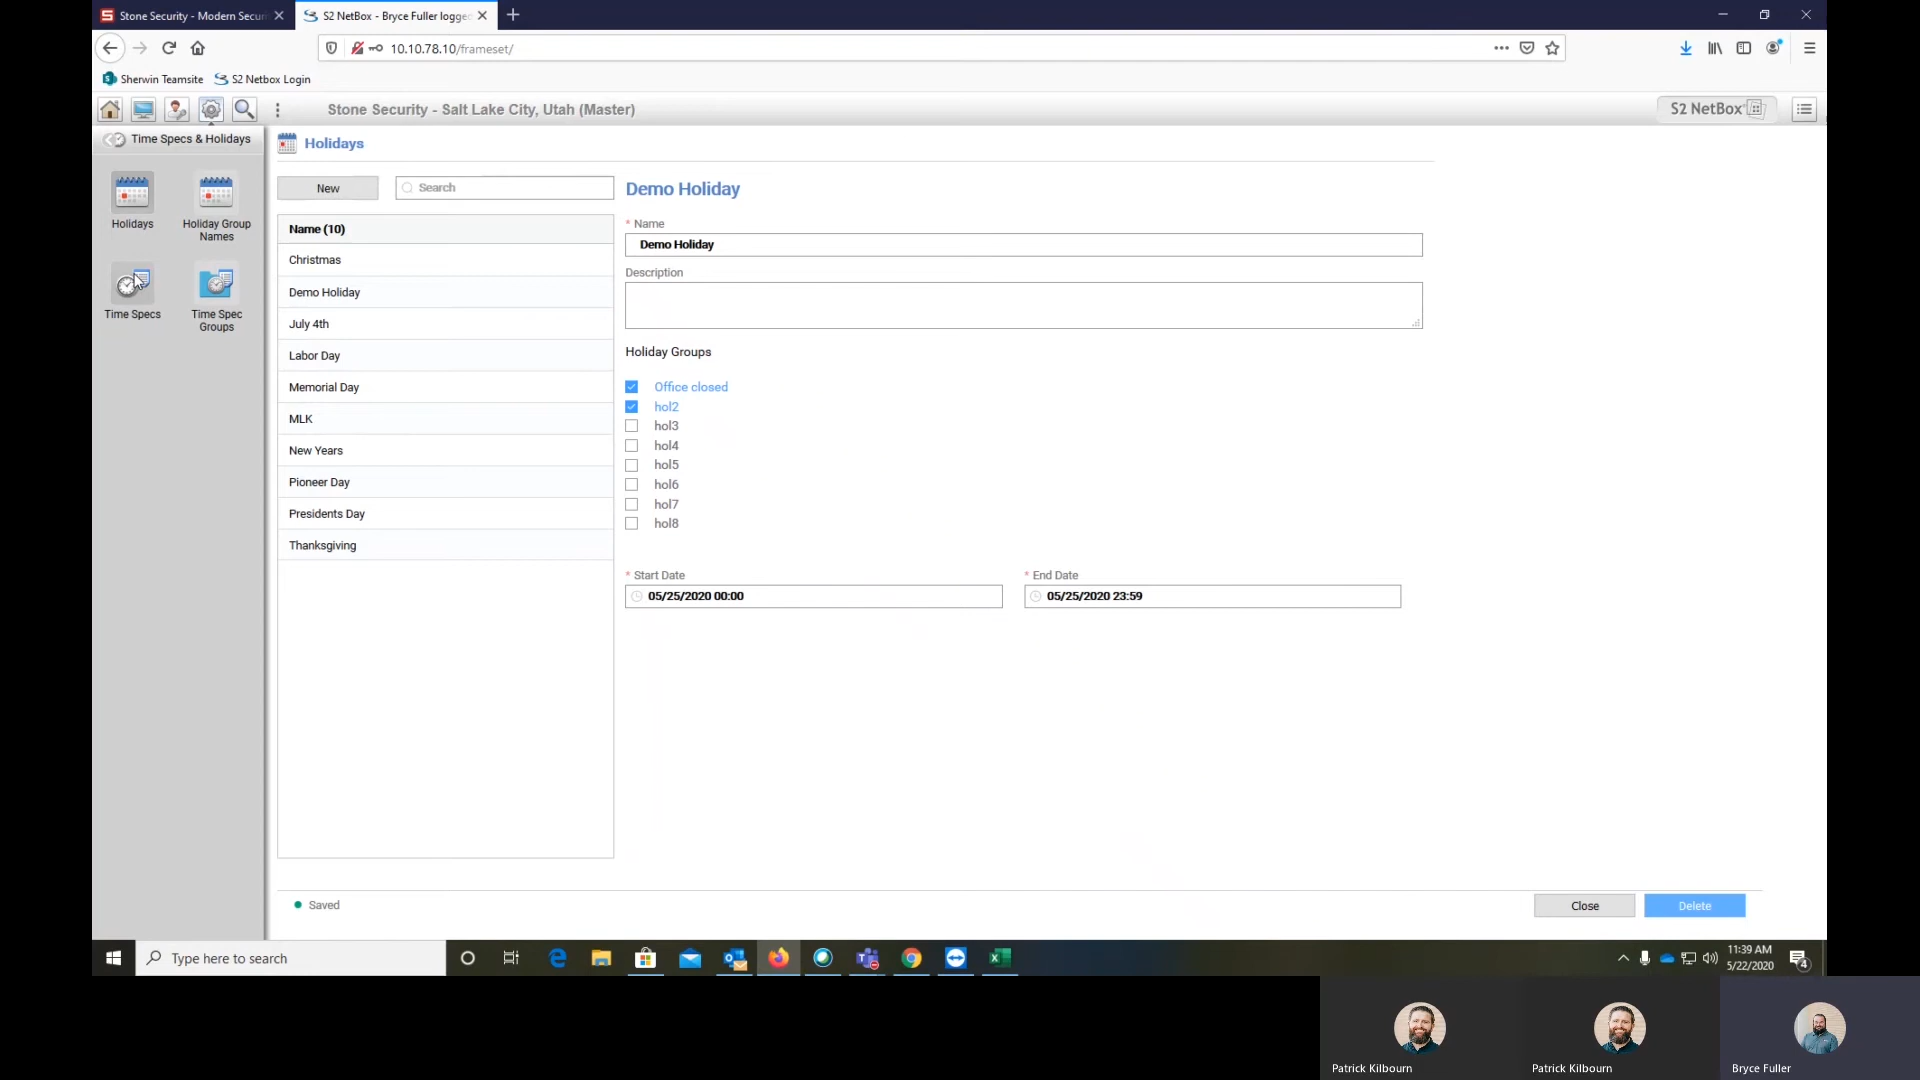 Stone Security - Modern Secur
S2 NetBox - Bryce Fuller logge
10.10.78.10/frameset/
Sherwin Teamsite
S2 Netbox Login
Stone Security - Salt Lake City, Utah (Master)
S2 NetBox
Time Specs & Holidays
Holidays
Holiday Group
Names
Time Specs
Time Spec
Groups
Holidays
New
Search
Name (10)
Christmas
Demo Holiday
July 4th
Labor Day
Memorial Day
MLK
New Years
Pioneer Day
Presidents Day
Thanksgiving
Demo Holiday
* Name
Demo Holiday
Description
Holiday Groups
Office closed
hol2
hol3
hol4
hol5
hol6
hol7
hol8
* Start Date
05/25/2020 00:00
* End Date
05/25/2020 23:59
Saved
Close
Delete
Type here to search
11:39 AM
5/22/2020
4
Patrick Kilbourn
Patrick Kilbourn
Bryce Fuller